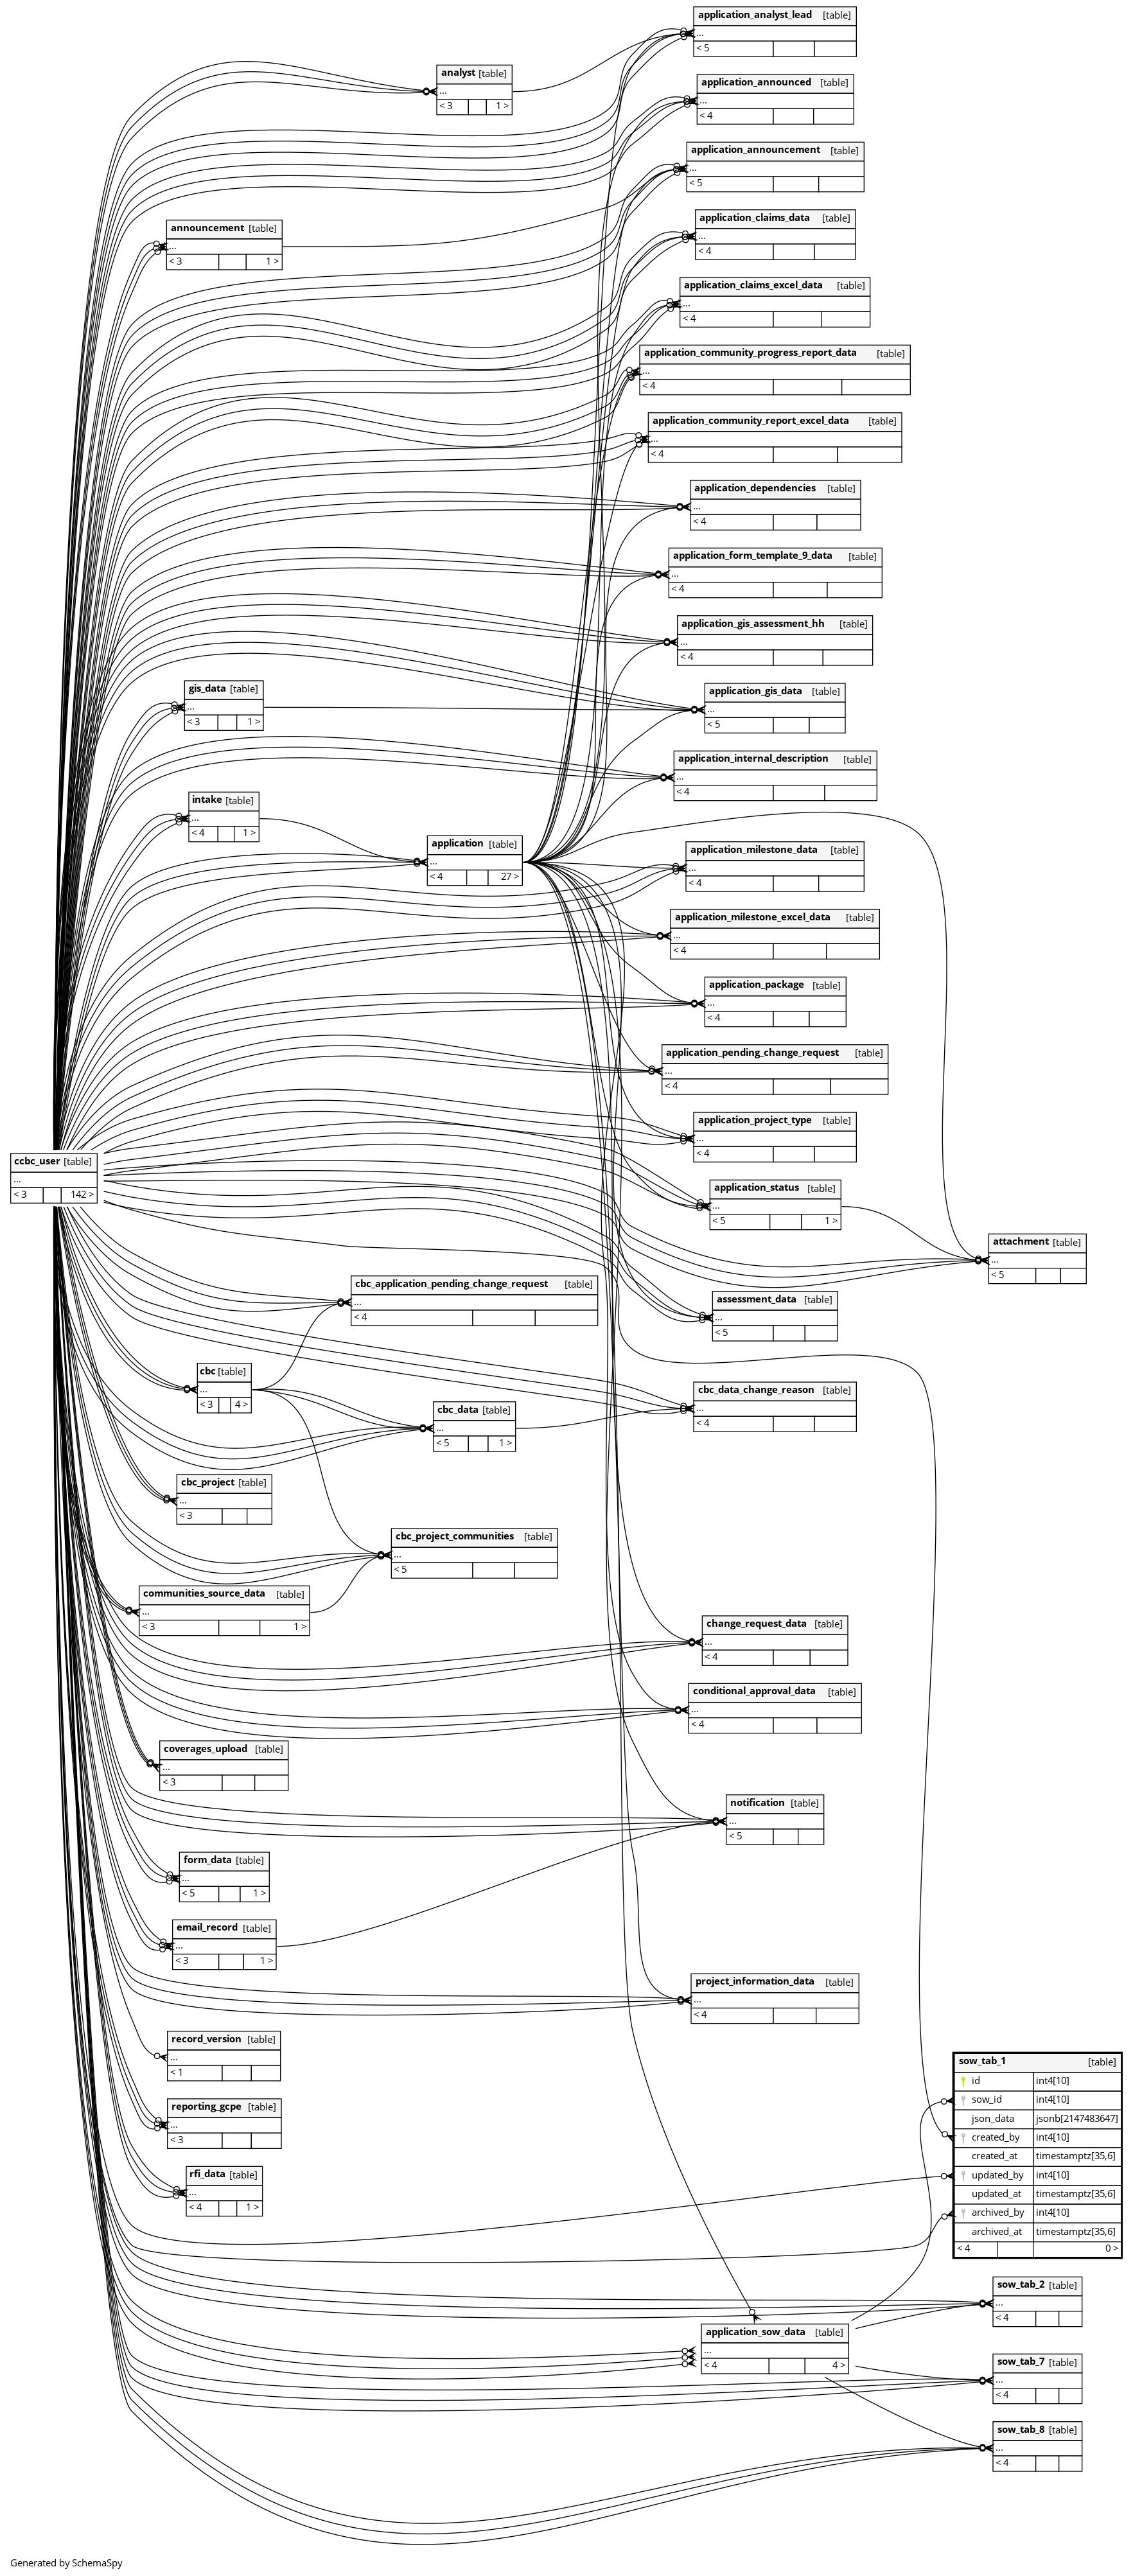 application_analyst_lead [table]
...
< 5
analyst [table]
...
< 3 1 >
application_announced [table]
...
< 4
application_announcement [table]
...
< 5
announcement [table]
...
< 3 1 >
application_claims_data [table]
...
< 4
application_claims_excel_data [table]
...
< 4
application_community_progress_report_data [table]
...
< 4
application_community_report_excel_data [table]
...
< 4
application_dependencies [table]
...
< 4
application_form_template_9_data [table]
...
< 4
application_gis_assessment_hh [table]
...
< 4
gis_data [table]
...
< 3 1 >
application_gis_data [table]
...
< 5
application_internal_description [table]
...
< 4
intake [table]
...
< 4 1 >
application [table]
...
< 4 27 >
application_milestone_data [table]
...
< 4
application_milestone_excel_data [table]
...
< 4
application_package [table]
...
< 4
application_pending_change_request [table]
...
< 4
application_project_type [table]
...
< 4
ccbc_user [table]
...
< 3 142 >
application_status [table]
...
< 5 1 >
attachment [table]
...
< 5
cbc_application_pending_change_request [table]
...
< 4
assessment_data [table]
...
< 5
cbc [table]
...
< 3 4 >
cbc_data_change_reason [table]
...
< 4
cbc_data [table]
...
< 5 1 >
cbc_project [table]
...
< 3
cbc_project_communities [table]
...
< 5
communities_source_data [table]
...
< 3 1 >
change_request_data [table]
...
< 4
conditional_approval_data [table]
...
< 4
coverages_upload [table]
...
< 3
notification [table]
...
< 5
form_data [table]
...
< 5 1 >
email_record [table]
...
< 3 1 >
project_information_data [table]
...
< 4
record_version [table]
...
< 1
sow_tab_1 [table]
id int4[10]
sow_id int4[10]
json_data jsonb[2147483647]
created_by int4[10]
created_at timestamptz[35,6]
updated_by int4[10]
updated_at timestamptz[35,6]
archived_by int4[10]
archived_at timestamptz[35,6]
< 4 0 >
reporting_gcpe [table]
...
< 3
rfi_data [table]
...
< 4 1 >
sow_tab_2 [table]
...
< 4
application_sow_data [table]
...
< 4 4 >
sow_tab_7 [table]
...
< 4
sow_tab_8 [table]
...
< 4
Generated by SchemaSpy